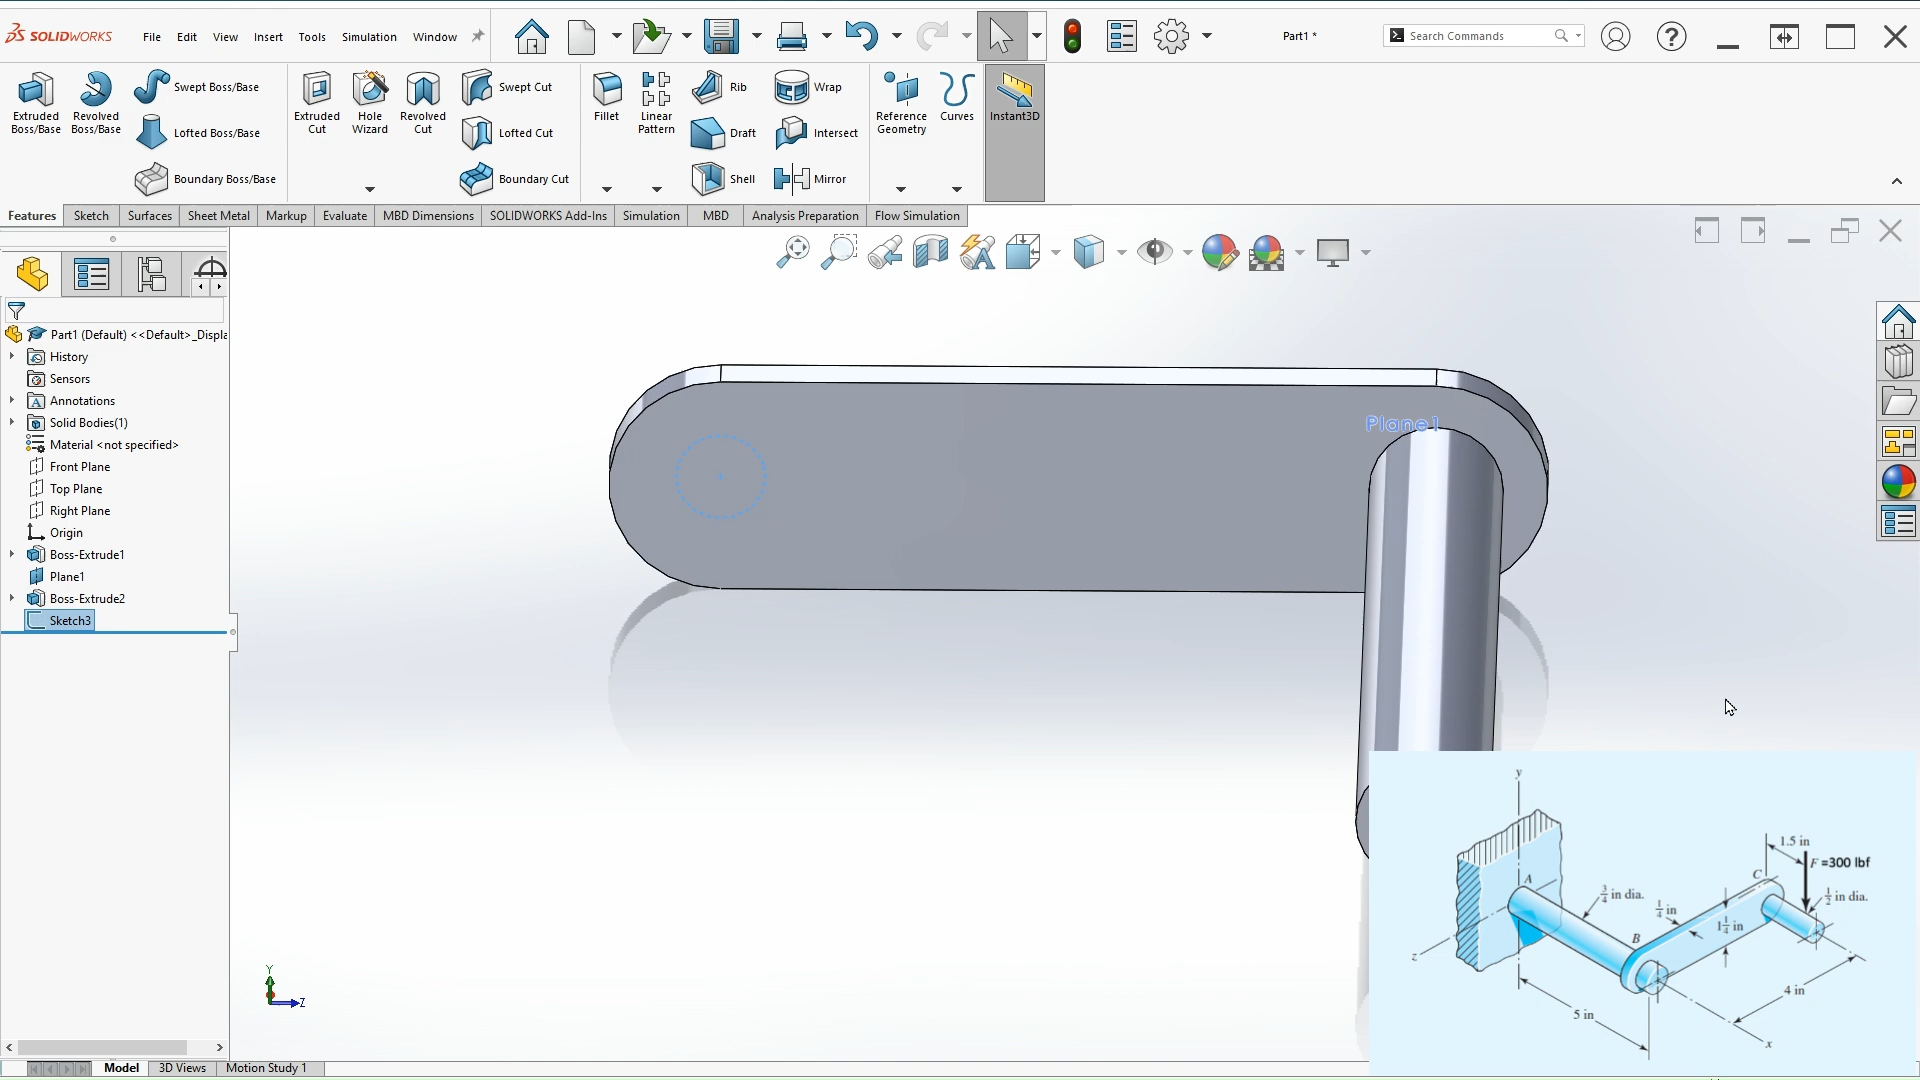 SOLIDWORKS File Edit View Insert Tools Simulation Window Part1 * Search Commands
Extruded Boss/Base
Revolved Boss/Base
Swept Boss/Base
Lofted Boss/Base
Boundary Boss/Base
Extruded Cut
Hole Wizard
Revolved Cut
Swept Cut
Lofted Cut
Boundary Cut
Fillet
Linear Pattern
Rib
Draft
Shell
Wrap
Intersect
Mirror
Reference Geometry
Curves
Instant3D
Features Sketch Surfaces Sheet Metal Markup Evaluate MBD Dimensions SOLIDWORKS Add-Ins Simulation MBD Analysis Preparation Flow Simulation
Part1 (Default) <<Default>_Displa
History
Sensors
Annotations
Solid Bodies(1)
Material <not specified>
Front Plane
Top Plane
Right Plane
Origin
Boss-Extrude1
Plane1
Boss-Extrude2
Sketch3
Plane1
Y
Z
y
1.5 in
F =300 lbf
C
A
3/4 in dia.
1/4 in
1/2 in dia.
1 1/4 in
B
z
4 in
5 in
x
Model 3D Views Motion Study 1